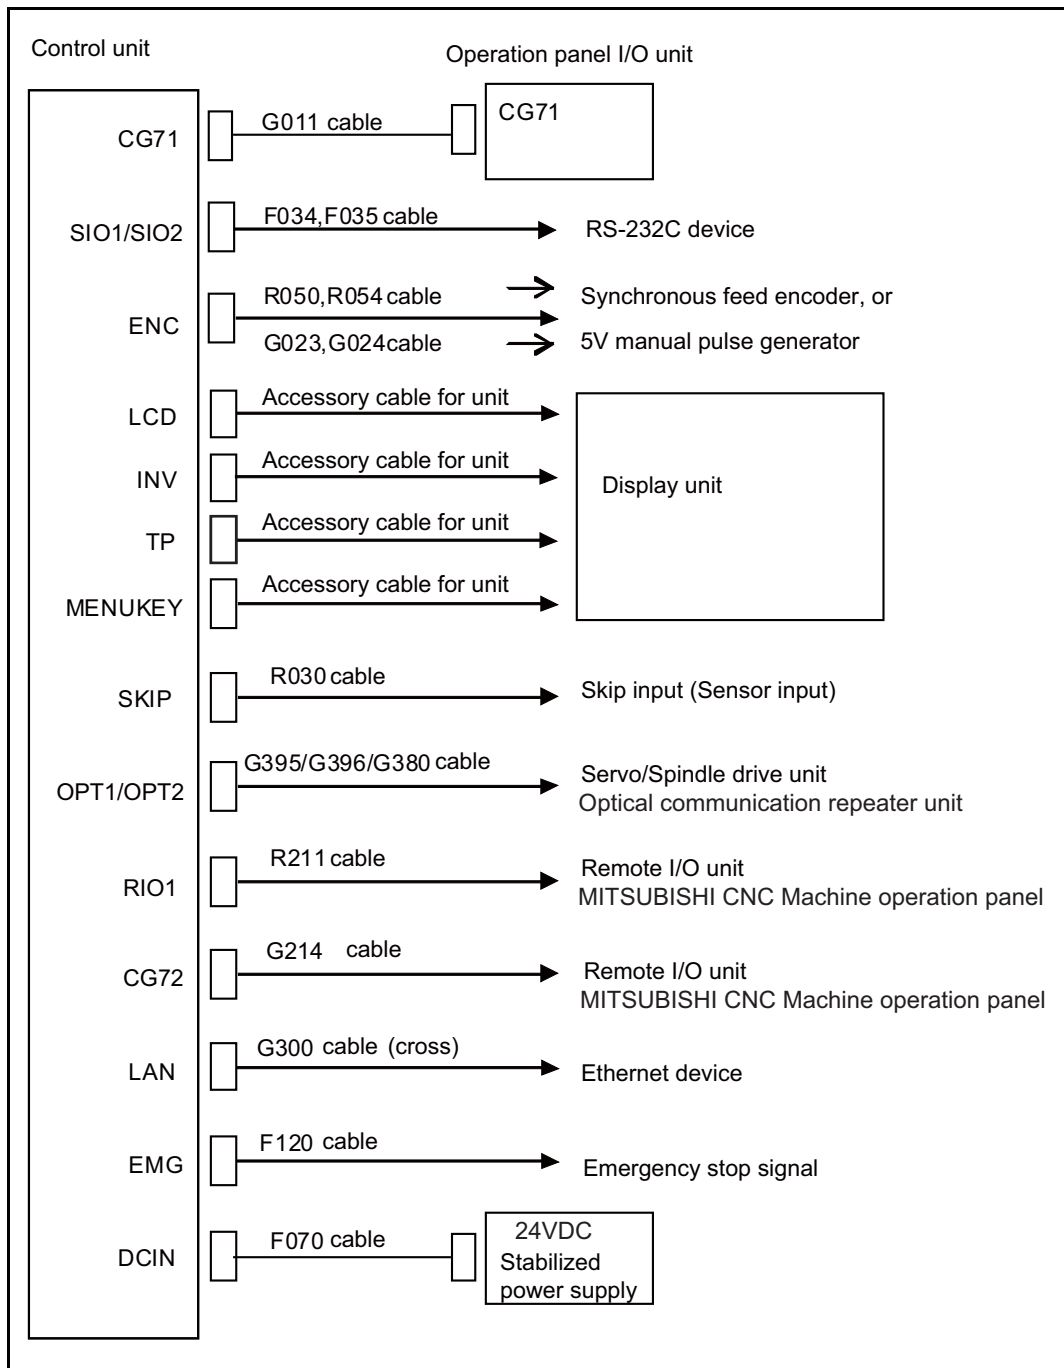 Control unit
Operation panel I/O unit
CG71
G011 cable
CG71
SIO1/SIO2
F034,F035 cable
RS-232C device
ENC
R050,R054 cable
Synchronous feed encoder, or
G023,G024 cable
5V manual pulse generator
LCD
Accessory cable for unit
INV
Accessory cable for unit
Display unit
TP
Accessory cable for unit
MENUKEY
Accessory cable for unit
SKIP
R030 cable
Skip input (Sensor input)
OPT1/OPT2
G395/G396/G380 cable
Servo/Spindle drive unit
Optical communication repeater unit
RIO1
R211 cable
Remote I/O unit
MITSUBISHI CNC Machine operation panel
CG72
G214 cable
Remote I/O unit
MITSUBISHI CNC Machine operation panel
LAN
G300 cable (cross)
Ethernet device
EMG
F120 cable
Emergency stop signal
DCIN
F070 cable
24VDC
Stabilized
power supply